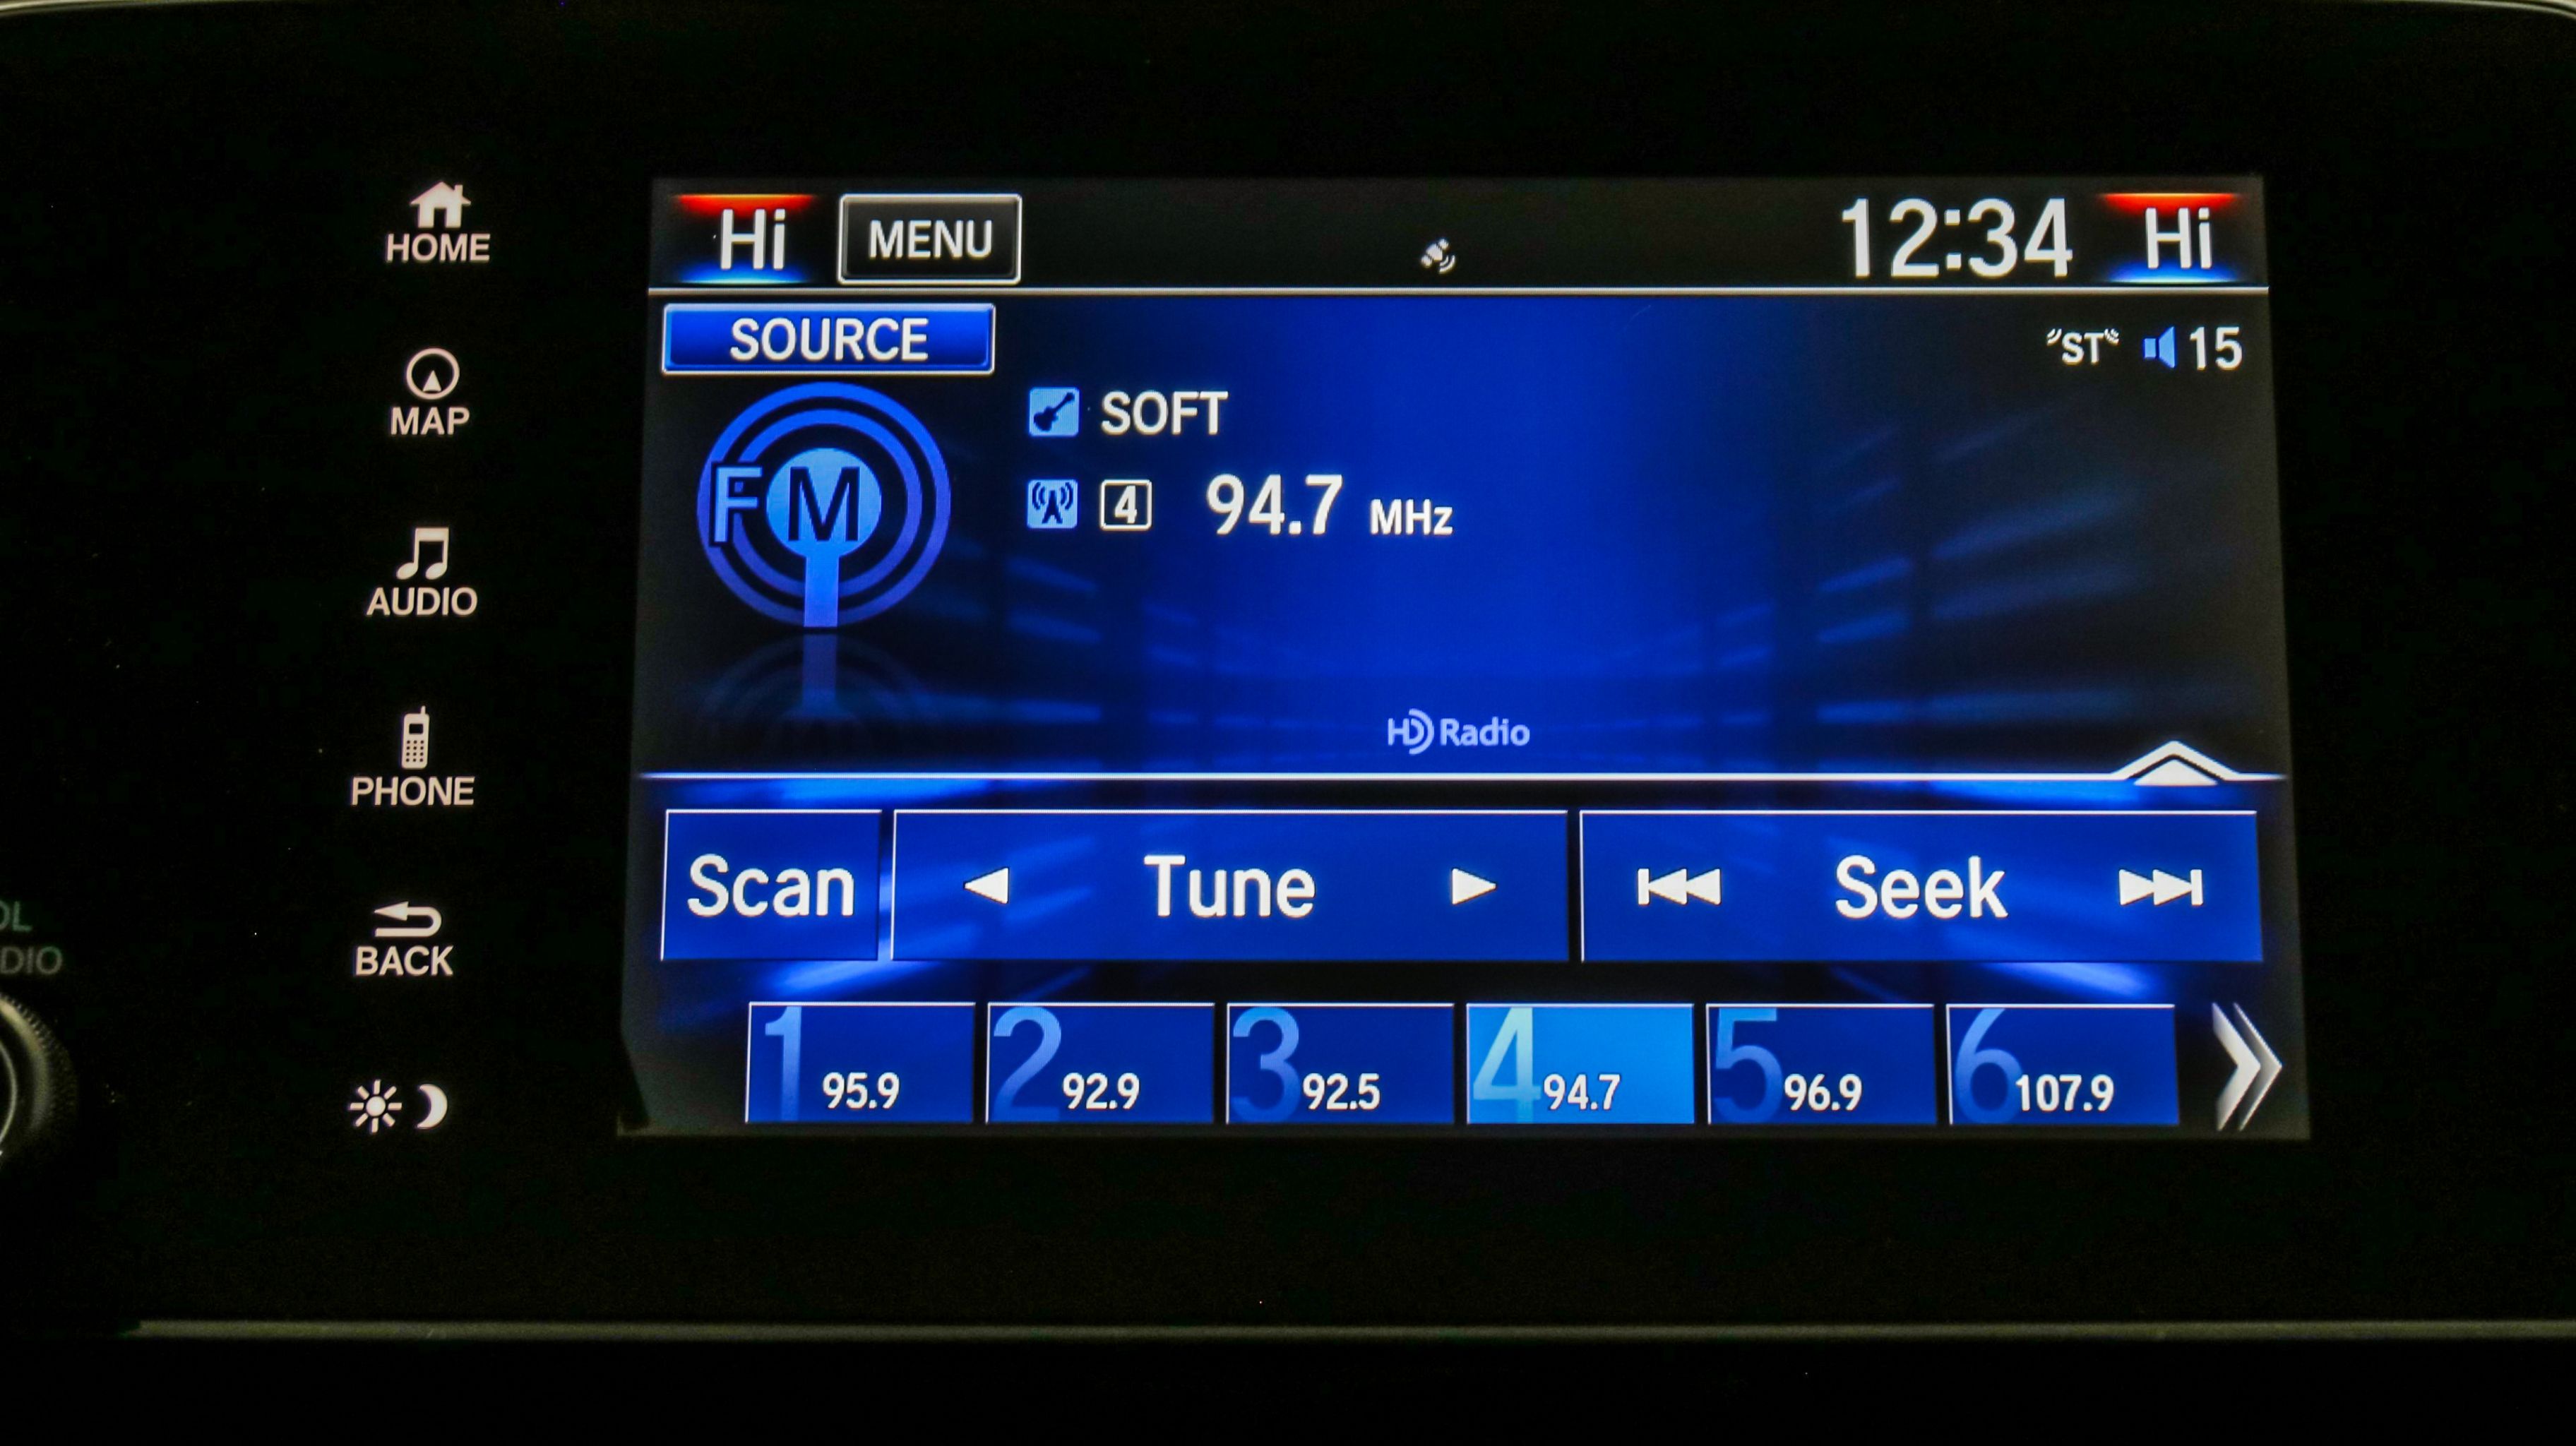 HOME
MAP
AUDIO
PHONE
BACK
Hi MENU 12:34 Hi
SOURCE
"ST" 15
FM
SOFT
4 94.7 MHz
HD Radio
Scan Tune Seek
1 95.9
2 92.9
3 92.5
4 94.7
5 96.9
6 107.9